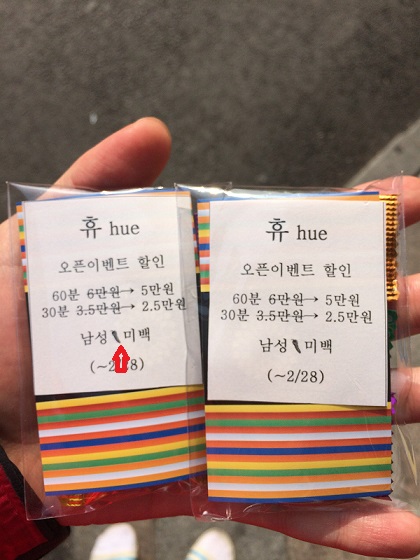 휴 hue
오픈이벤트 할인
60분 6만원→ 5만원
30분 3.5만원→ 2.5만원
남성 미백
(~2/28)
휴 hue
오픈이벤트 할인
60분 6만원→ 5만원
30분 3.5만원→ 2.5만원
남성 미백
(~2/28)